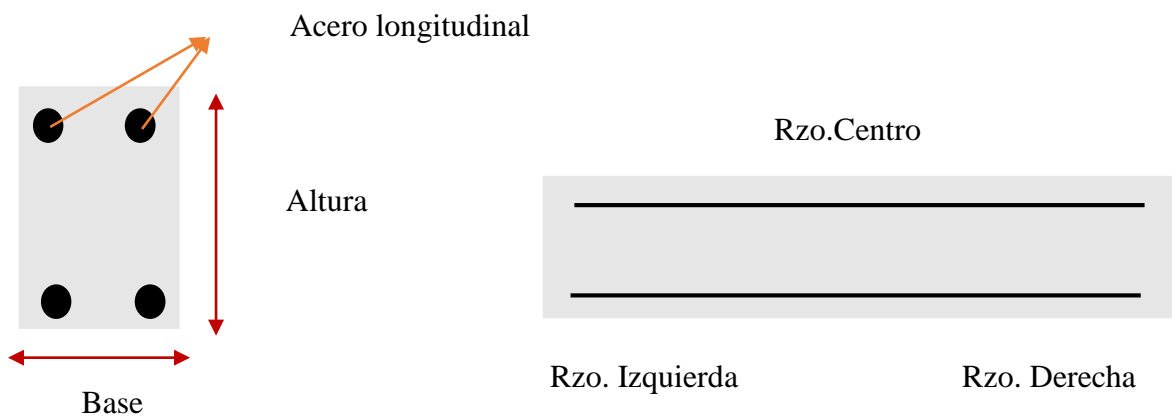 Acero longitudinal
Rzo.Centro
Altura
Rzo. Izquierda
Rzo. Derecha
Base